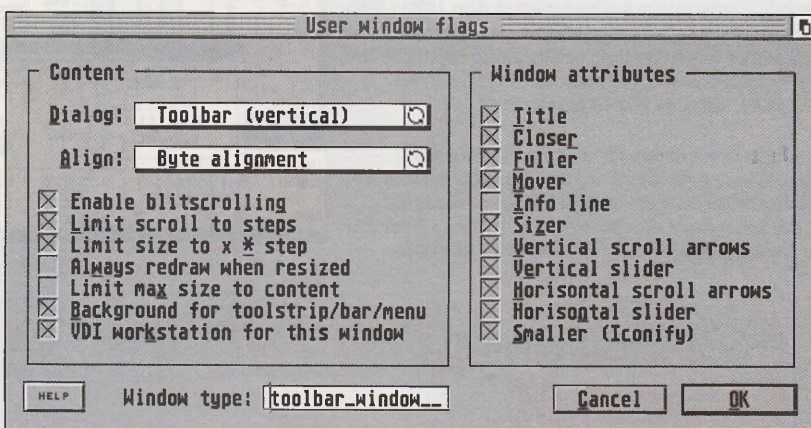 User window flags
Content
Dialog: Toolbar (vertical)
Align: Byte alignment
Enable blitscrolling
Limit scroll to steps
Limit size to x * step
Always redraw when resized
Limit max size to content
Background for toolstrip/bar/menu
VDI workstation for this window
Window attributes
Title
Closer
Fuller
Mover
Info line
Sizer
Vertical scroll arrows
Vertical slider
Horisontal scroll arrows
Horisontal slider
Smaller (Iconify)
HELP
Window type: toolbar_window__
Cancel
OK